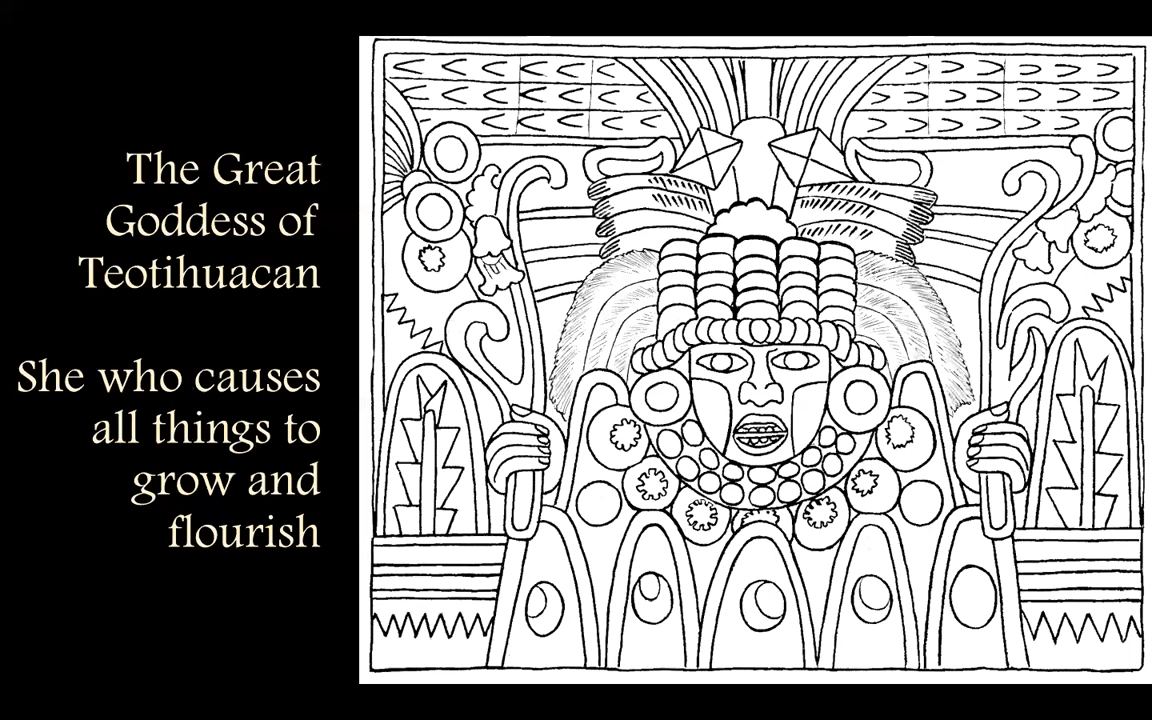 The Great
Goddess of
Teotihuacan
She who causes
all things to
grow and
flourish